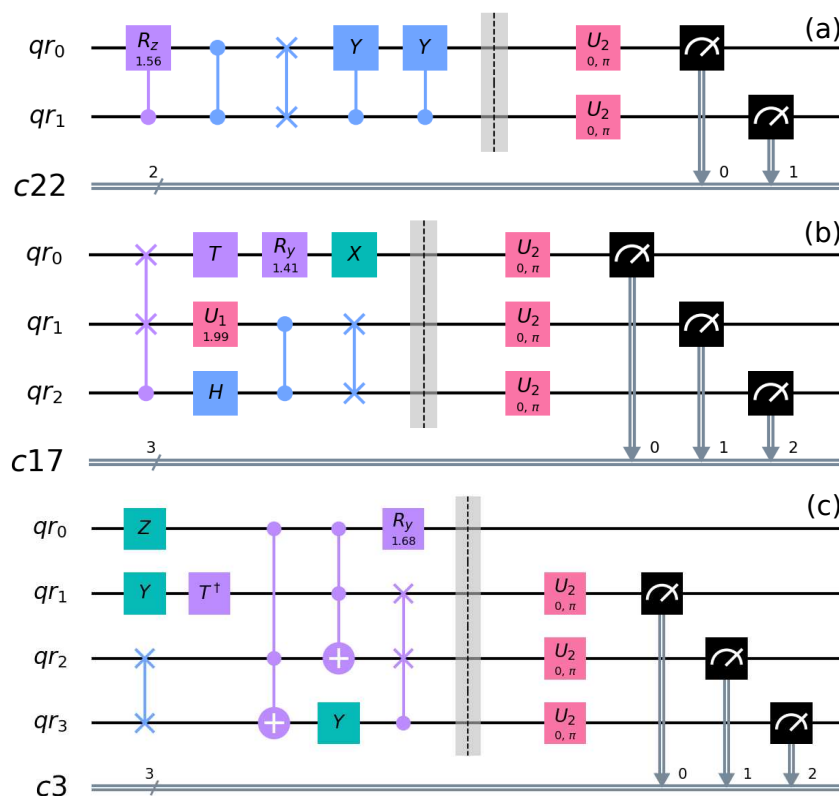 (a)
qr0 Rz 1.56 Y Y U2 0, π
qr1 U2 0, π
c22 2 0 1
(b)
qr0 T Ry 1.41 X U2 0, π
qr1 U1 1.99 U2 0, π
qr2 H U2 0, π
c17 3 0 1 2
(c)
qr0 Z Ry 1.68
qr1 Y T† U2 0, π
qr2 U2 0, π
qr3 Y U2 0, π
c3 3 0 1 2